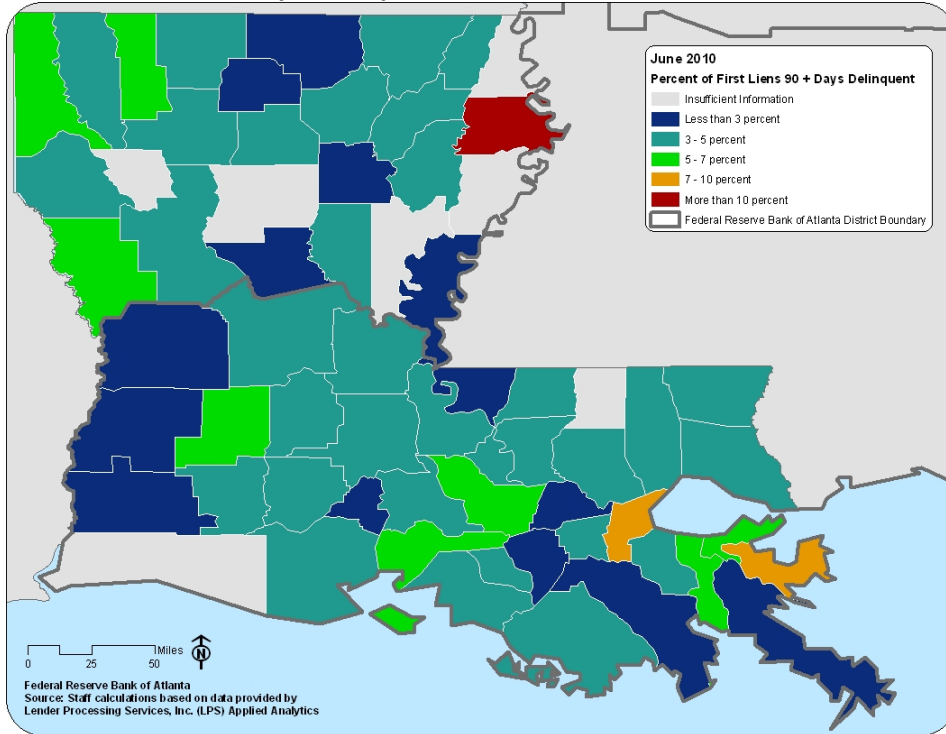 June 2010
Percent of First Liens 90 + Days Delinquent
Insufficient Information
Less than 3 percent
3 - 5 percent
5 - 7 percent
7 - 10 percent
More than 10 percent
Federal Reserve Bank of Atlanta District Boundary
Miles
0 25 50
N
Federal Reserve Bank of Atlanta
Source: Staff calculations based on data provided by
Lender Processing Services, Inc. (LPS) Applied Analytics